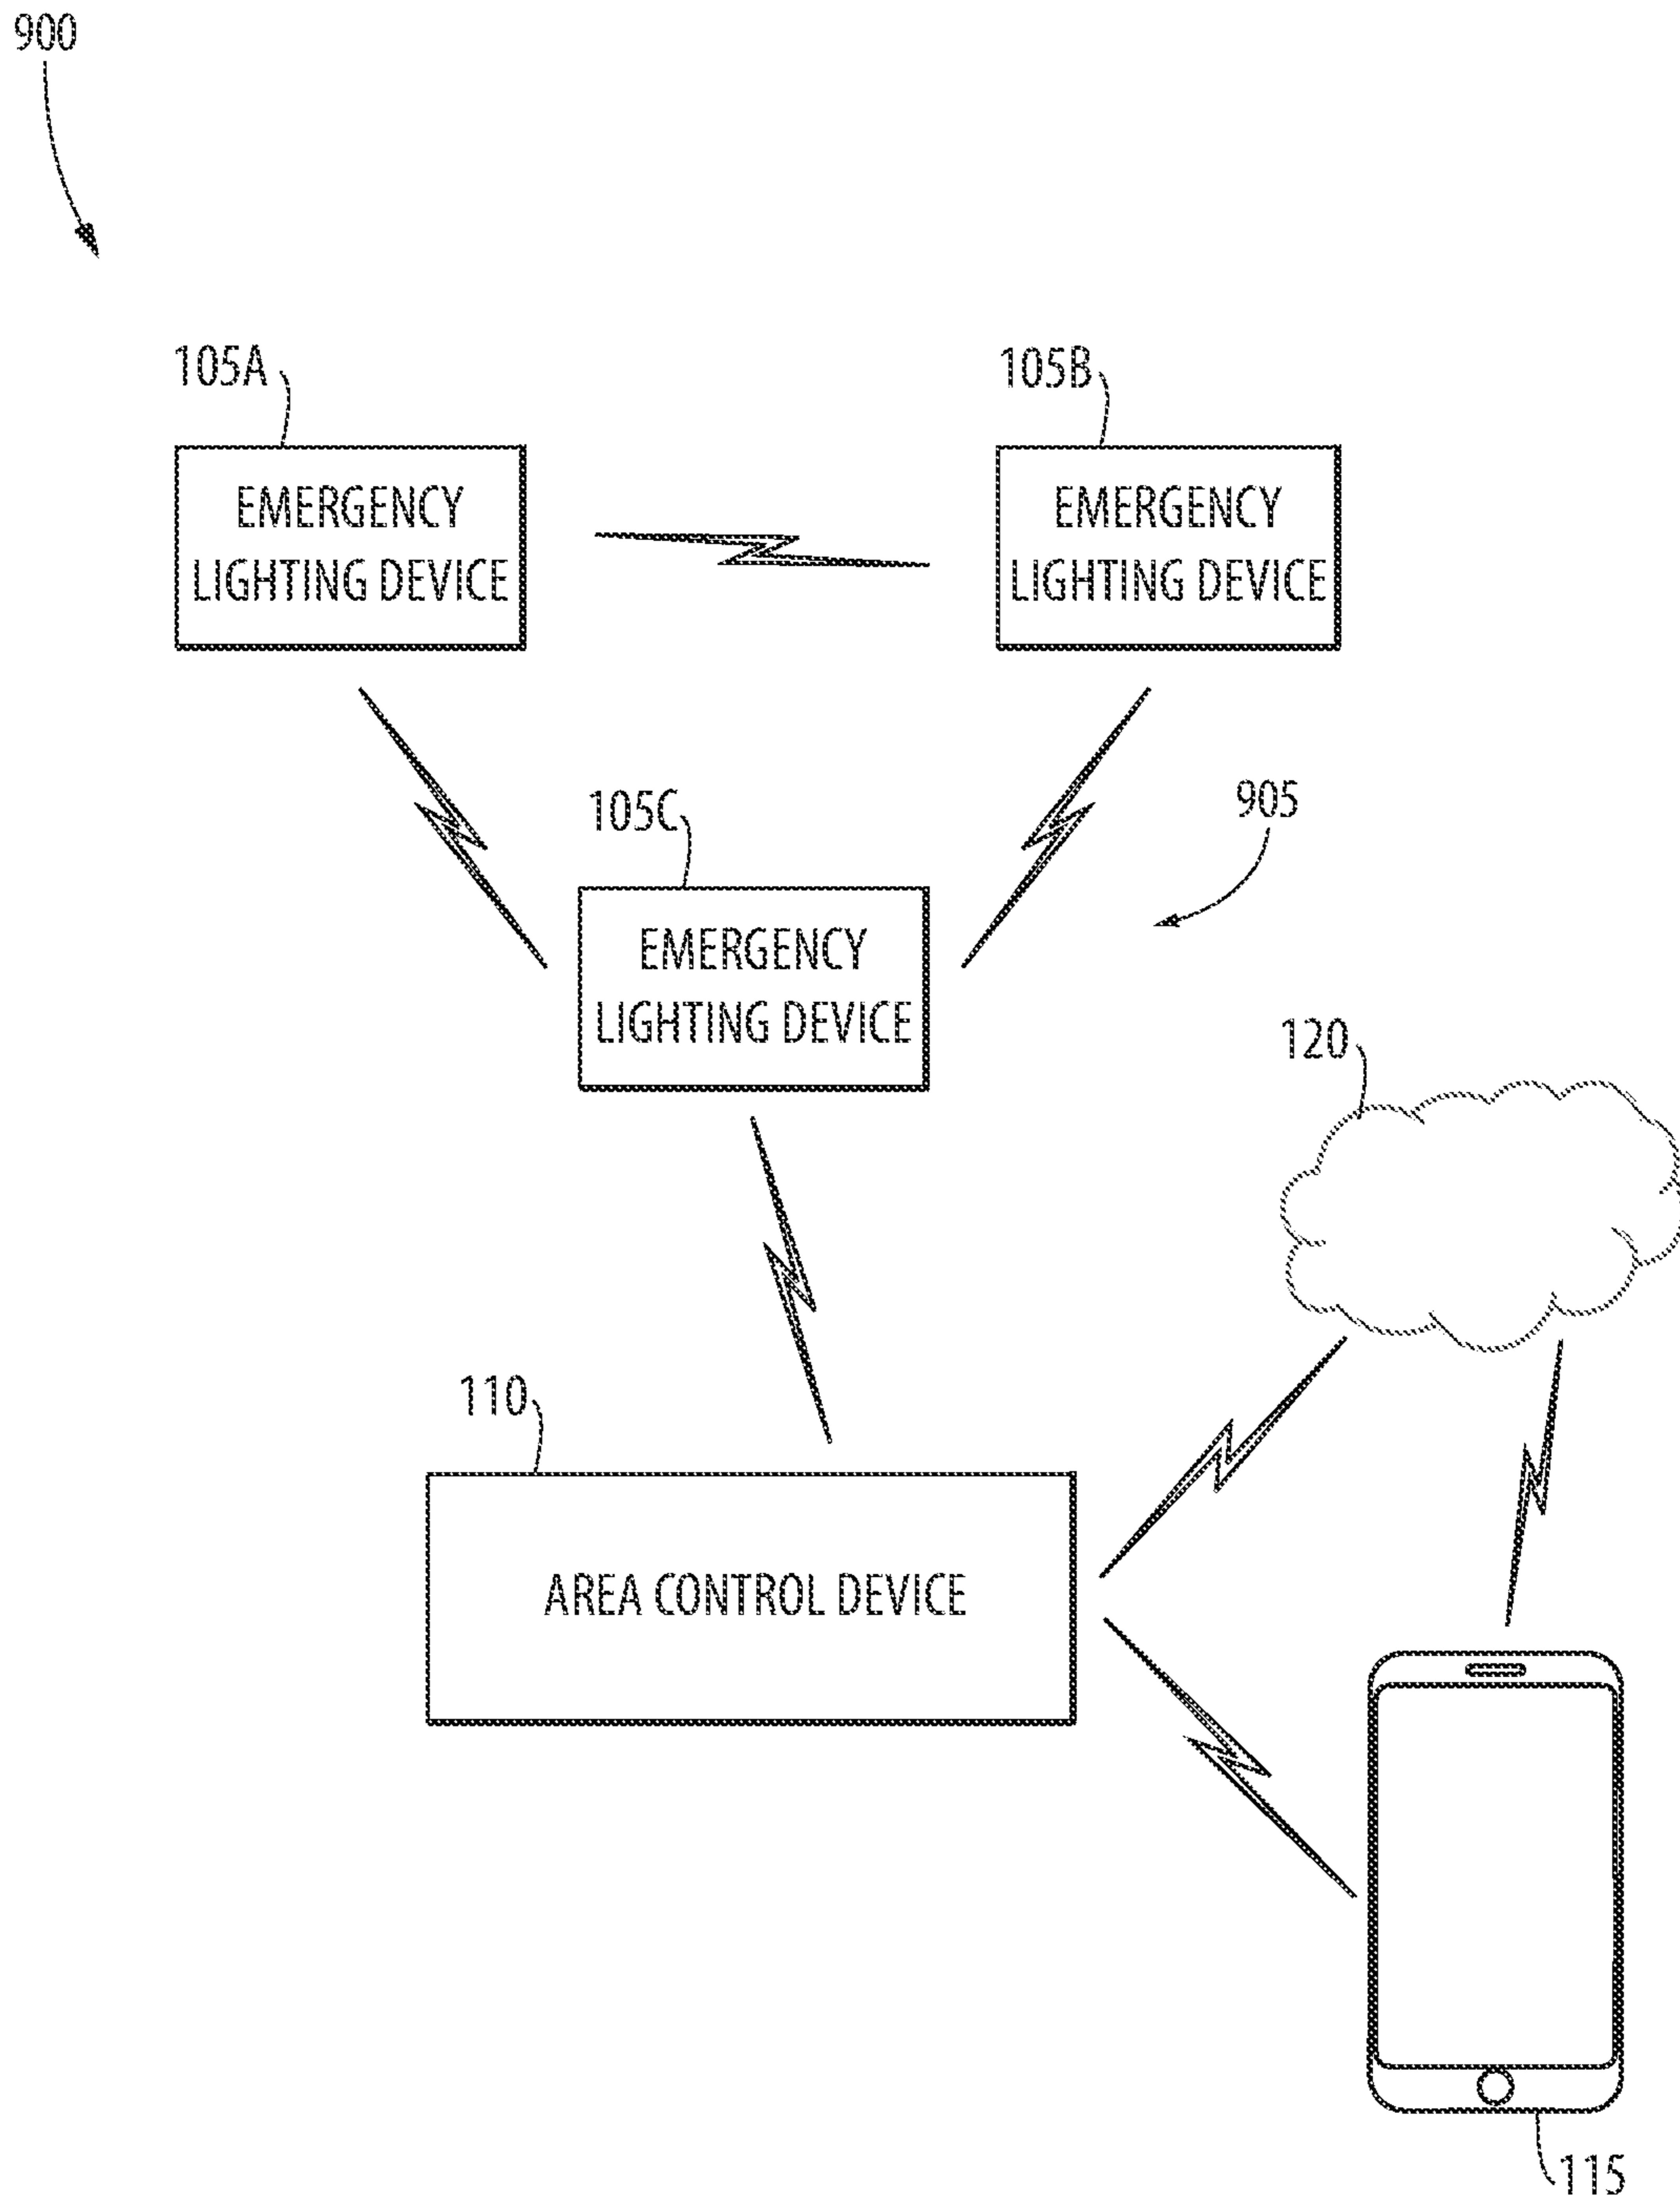 900
105A
105B
EMERGENCY
LIGHTING DEVICE
EMERGENCY
LIGHTING DEVICE
105C
905
EMERGENCY
LIGHTING DEVICE
120
110
AREA CONTROL DEVICE
115